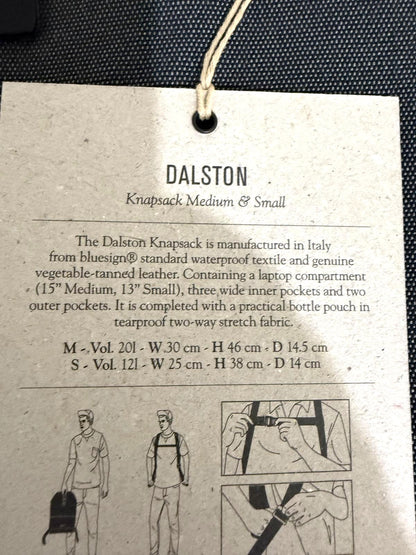 DALSTON
Knapsack Medium & Small
The Dalston Knapsack is manufactured in Italy
from bluesign® standard waterproof textile and genuine
vegetable-tanned leather. Containing a laptop compartment
(15” Medium, 13” Small), three wide inner pockets and two
outer pockets. It is completed with a practical bottle pouch in
tearproof two-way stretch fabric.
M - Vol. 20l - W 30 cm - H 46 cm - D 14.5 cm
S - Vol. 12l - W 25 cm - H 38 cm - D 14 cm